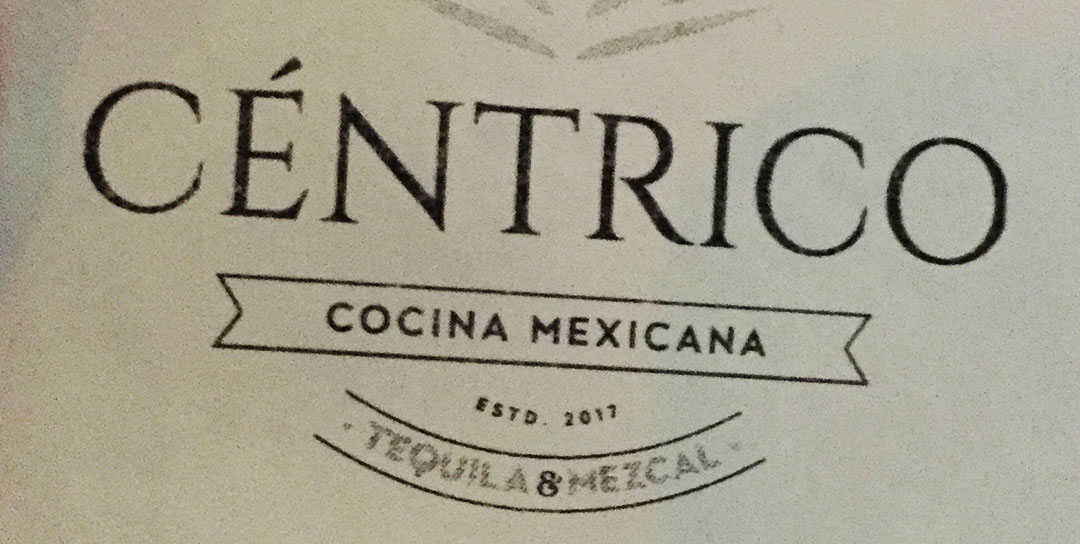 CÉNTRICO
COCINA MEXICANA
ESTD. 2017
· TEQUILA & MEZCAL ·